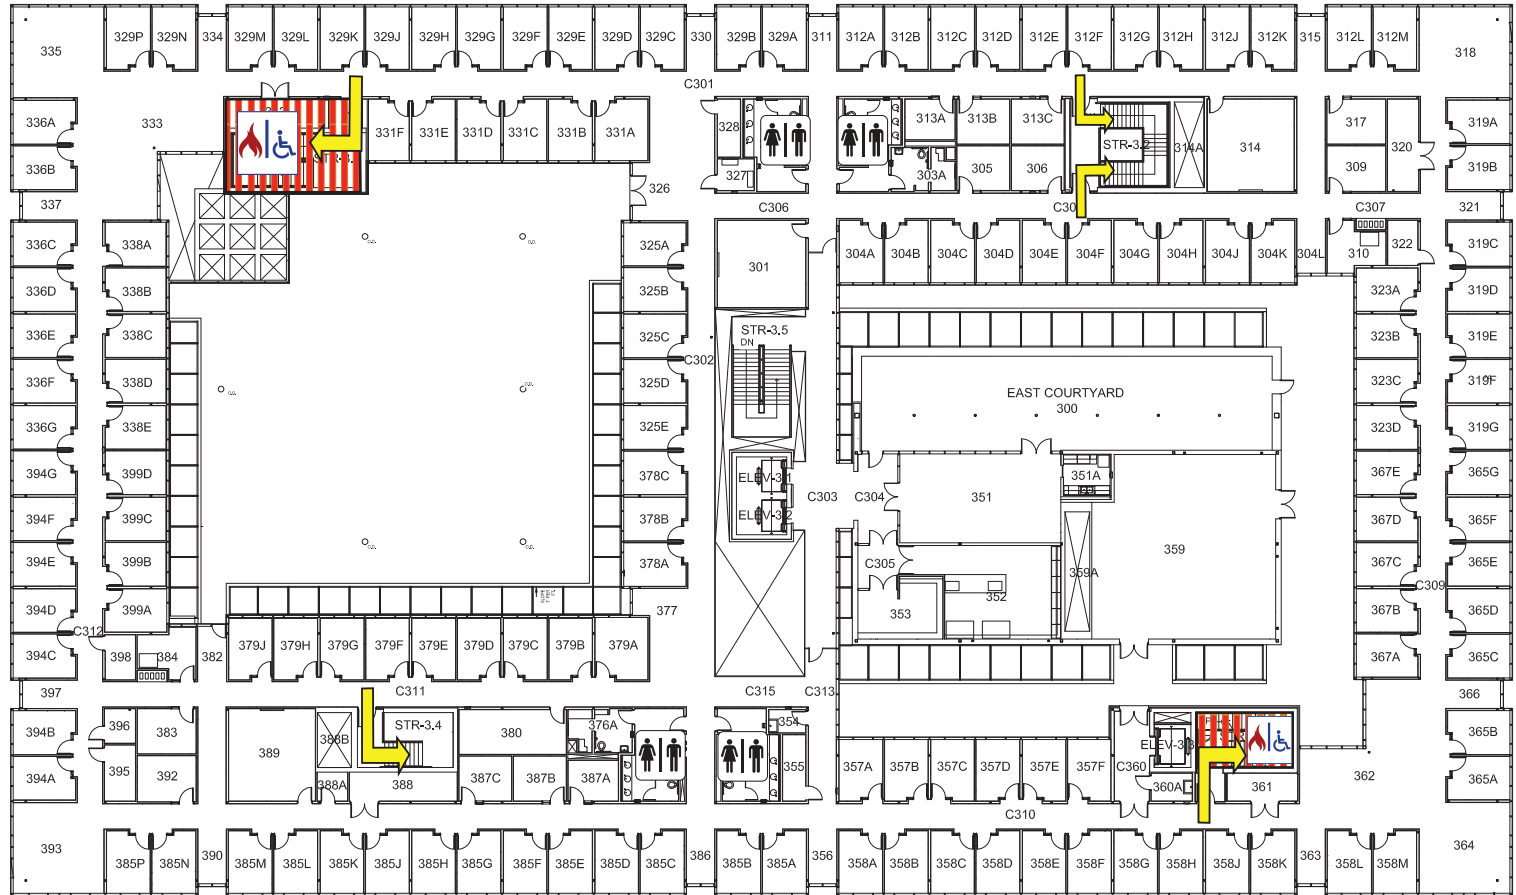 335 329P 329N 334 329M 329L 329K 329J 329H 329G 329F 329E 329D 329C 330 329B 329A 311 312A 312B 312C 312D 312E 312F 312G 312H 312J 312K 315 312L 312M 318
C301
336A 333 331F 331E 331D 331C 331B 331A 328 313A 313B 313C 317 319A
STR-3.2 314A 314 320
336B 327 303A 305 306 309 319B
337 326 C306 C307 321
336C 338A 325A 301 304A 304B 304C 304D 304E 304F 304G 304H 304J 304K 304L 310 322 319C
336D 338B 325B 323A 319D
336E 338C 325C STR-3.5 323B 319E
DN
C302
336F 338D 325D 323C 319F
EAST COURTYARD
300
336G 338E 325E 323D 319G
394G 399D 378C ELEV-3.1 351A 367E 365G
C303 C304 351
394F 399C 378B ELEV-3.2 367D 365F
394E 399B 378A C305 359 367C 365E
359A C309
394D 399A 377 353 352 367B 365D
C312
394C 398 384 382 379J 379H 379G 379F 379E 379D 379C 379B 379A 367A 365C
397 C311 C315 C313 366
394B 396 383 388B STR-3.4 380 376A 354 365B
389 ELEV-3.3
394A 395 392 388A 388 387C 387B 387A 355 357A 357B 357C 357D 357E 357F C360 360A 361 362 365A
C310
393 385P 385N 390 385M 385L 385K 385J 385H 385G 385F 385E 385D 385C 386 385B 385A 356 358A 358B 358C 358D 358E 358F 358G 358H 358J 358K 363 358L 358M 364